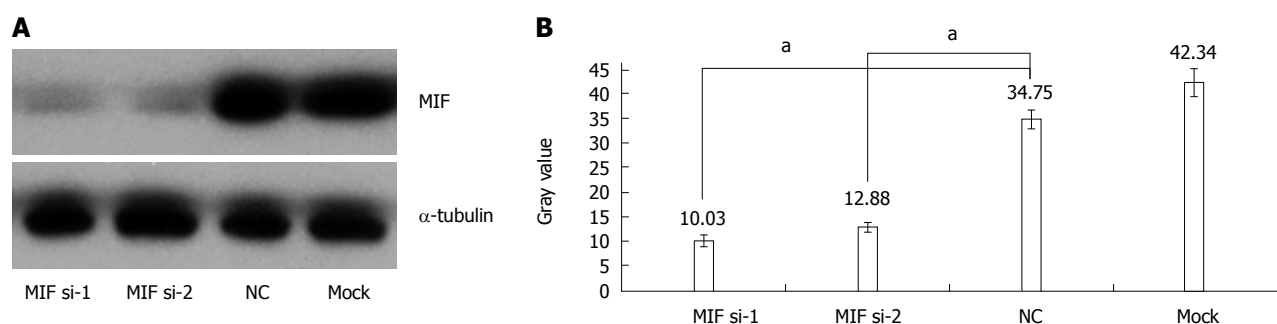 A
MIF
α-tubulin
MIF si-1 MIF si-2 NC Mock
B
Gray value
45
40
35
30
25
20
15
10
5
0
a
a
10.03
12.88
34.75
42.34
MIF si-1 MIF si-2 NC Mock